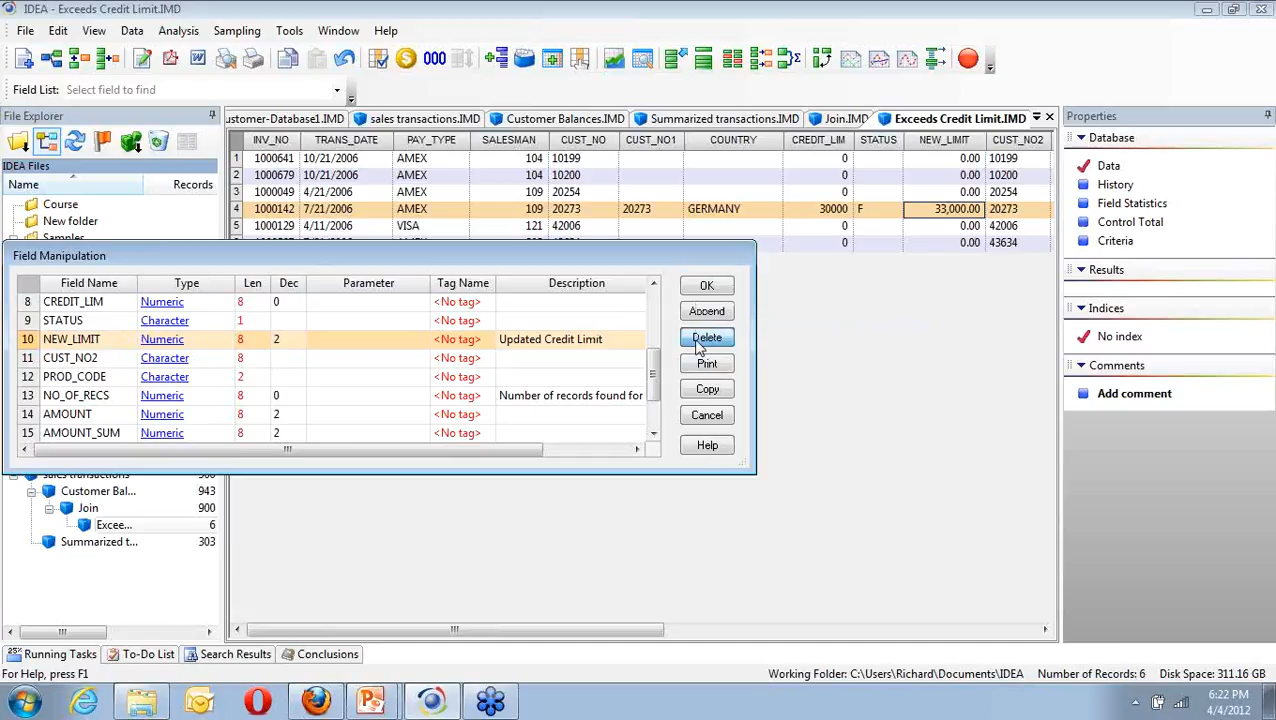 IDEA - Exceeds Credit Limit.IMD
File Edit View Data Analysis Sampling Tools Window Help
000
Field List: Select field to find
File Explorer
IDEA Files
Name Records
Course
New folder
Samples
943
Customer Bal...
Join 900
Excee... 6
Summarized t... 303
ustomer-Database1.IMD sales transactions.IMD Customer Balances.IMD Summarized transactions.IMD Join.IMD Exceeds Credit Limit.IMD
INV_NO TRANS_DATE PAY_TYPE SALESMAN CUST_NO CUST_NO1 COUNTRY CREDIT_LIM STATUS NEW_LIMIT CUST_NO2
1 1000641 10/21/2006 AMEX 104 10199 0 0.00 10199
2 1000679 10/21/2006 AMEX 104 10200 0 0.00 10200
3 1000049 4/21/2006 AMEX 109 20254 0 0.00 20254
4 1000142 7/21/2006 AMEX 109 20273 20273 GERMANY 30000 F 33,000.00 20273
5 1000129 4/11/2006 VISA 121 42006 0 0.00 42006
0 0.00 43634
Field Manipulation
Field Name Type Len Dec Parameter Tag Name Description
8 CREDIT_LIM Numeric 8 0 <No tag>
9 STATUS Character 1 <No tag>
10 NEW_LIMIT Numeric 8 2 <No tag> Updated Credit Limit
11 CUST_NO2 Character 8 <No tag>
12 PROD_CODE Character 2 <No tag>
13 NO_OF_RECS Numeric 8 0 <No tag> Number of records found for
14 AMOUNT Numeric 8 2 <No tag>
15 AMOUNT_SUM Numeric 8 2 <No tag>
OK
Append
Delete
Print
Copy
Cancel
Help
Properties
Database
Data
History
Field Statistics
Control Total
Criteria
Results
Indices
No index
Comments
Add comment
Running Tasks To-Do List Search Results Conclusions
For Help, press F1 Working Folder: C:\Users\Richard\Documents\IDEA Number of Records: 6 Disk Space: 311.16 GB
6:22 PM
4/4/2012